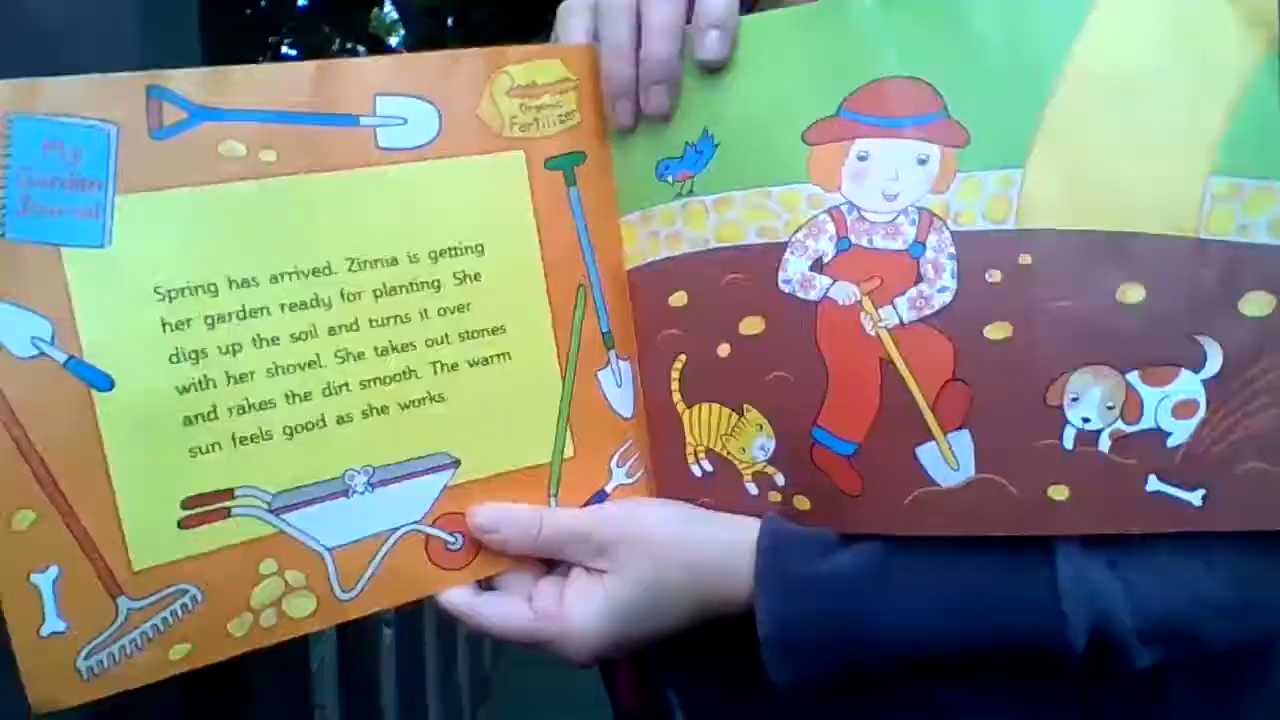 My
Garden
Journal
Organic
Fertilizer
Spring has arrived. Zinnia is getting
her garden ready for planting. She
digs up the soil and turns it over
with her shovel. She takes out stones
and rakes the dirt smooth. The warm
sun feels good as she works.